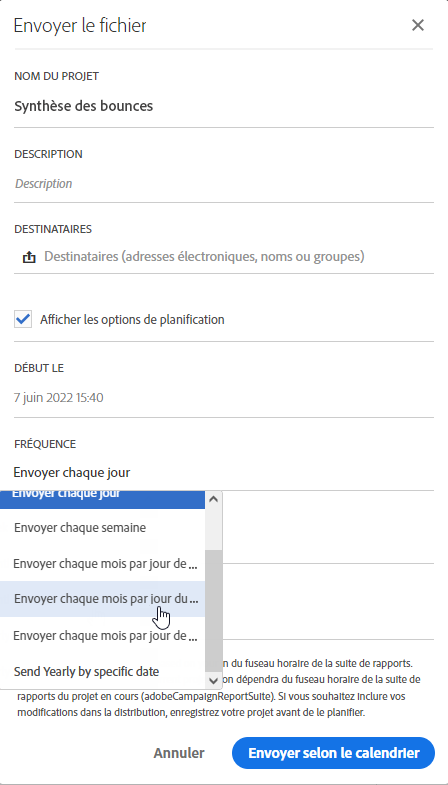 Envoyer le fichier
NOM DU PROJET
Synthèse des bounces
DESCRIPTION
Description
DESTINATAIRES
Destinataires (adresses électroniques, noms ou groupes)
Afficher les options de planification
DÉBUT LE
7 juin 2022 15:40
FRÉQUENCE
Envoyer chaque jour
Envoyer chaque jour
Envoyer chaque semaine
Envoyer chaque mois par jour de ...
Envoyer chaque mois par jour du ...
Envoyer chaque mois par jour de ...
Send Yearly by specific date
n du fuseau horaire de la suite de rapports.
on dépendra du fuseau horaire de la suite de
rapports du projet en cours (adobeCampaignReportSuite). Si vous souhaitez inclure vos
modifications dans la distribution, enregistrez votre projet avant de le planifier.
Annuler
Envoyer selon le calendrier